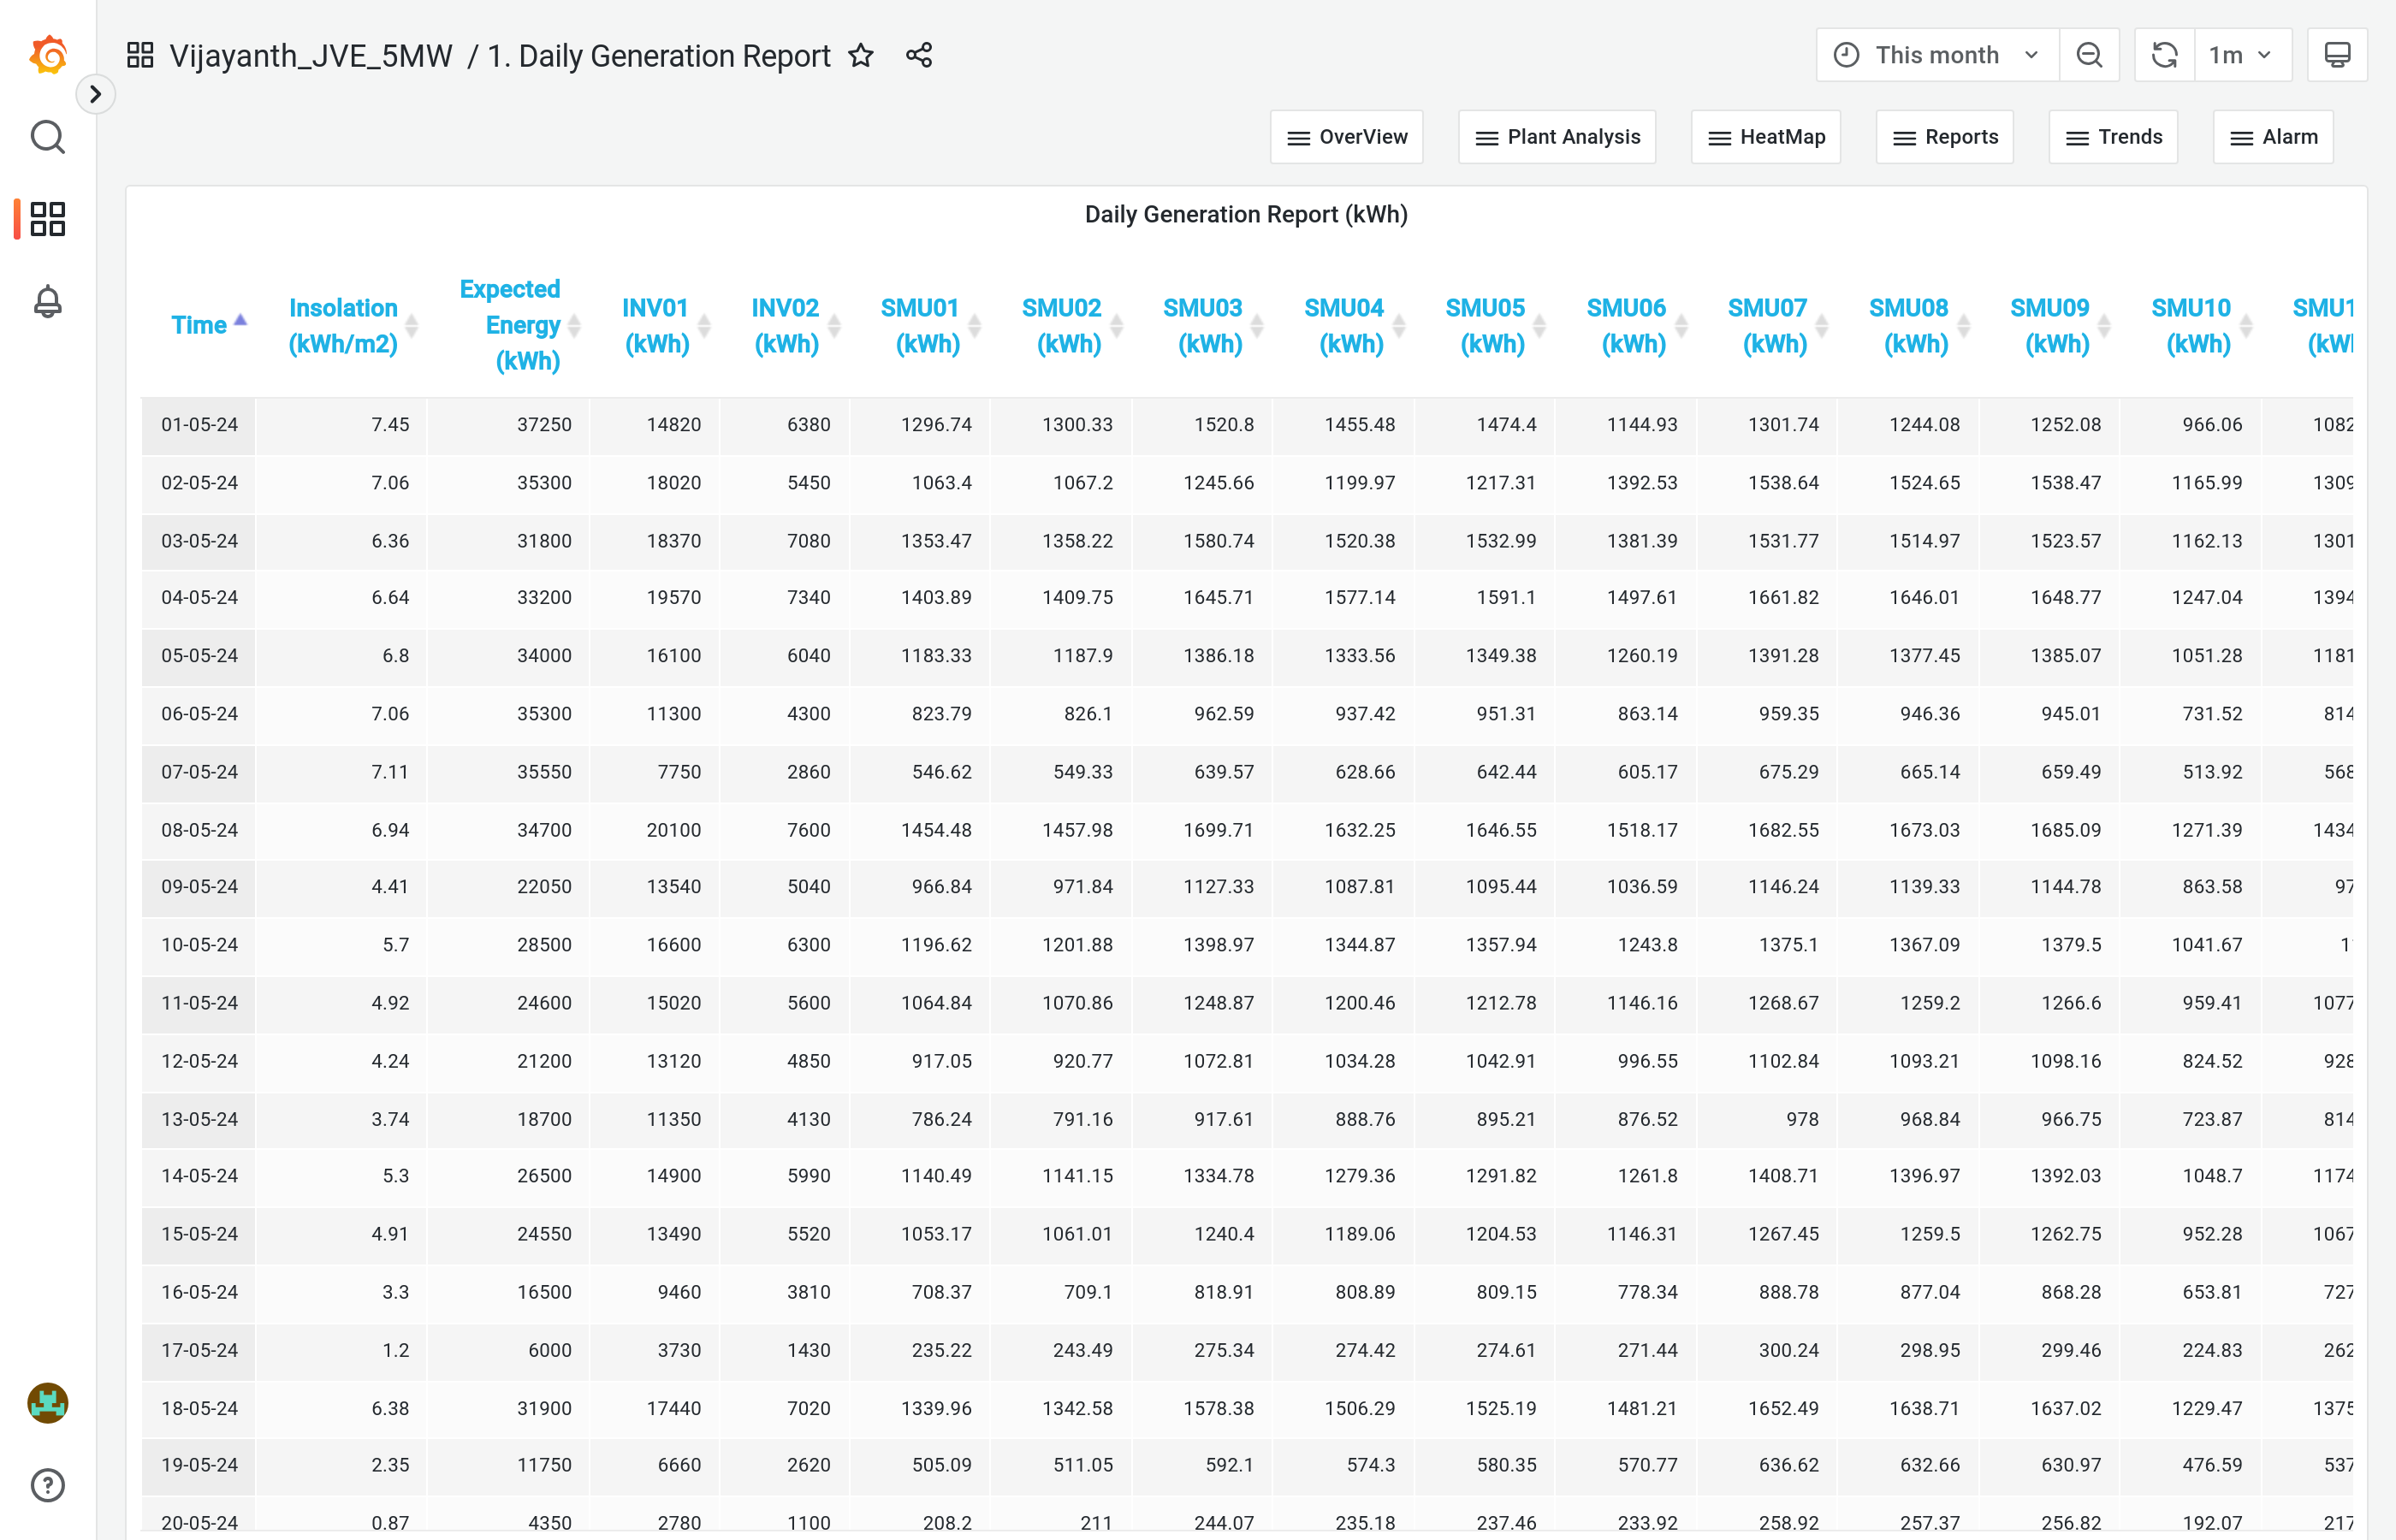 Vijayanth_JVE_5MW / 1. Daily Generation Report
This month
1m
OverView Plant Analysis HeatMap Reports Trends Alarm
Daily Generation Report (kWh)
Time Insolation (kWh/m2) Expected Energy (kWh) INV01 (kWh) INV02 (kWh) SMU01 (kWh) SMU02 (kWh) SMU03 (kWh) SMU04 (kWh) SMU05 (kWh) SMU06 (kWh) SMU07 (kWh) SMU08 (kWh) SMU09 (kWh) SMU10 (kWh)
01-05-24 7.45 37250 14820 6380 1296.74 1300.33 1520.8 1455.48 1474.4 1144.93 1301.74 1244.08 1252.08 966.06 1082
02-05-24 7.06 35300 18020 5450 1063.4 1067.2 1245.66 1199.97 1217.31 1392.53 1538.64 1524.65 1538.47 1165.99 1309
03-05-24 6.36 31800 18370 7080 1353.47 1358.22 1580.74 1520.38 1532.99 1381.39 1531.77 1514.97 1523.57 1162.13 1301
04-05-24 6.64 33200 19570 7340 1403.89 1409.75 1645.71 1577.14 1591.1 1497.61 1661.82 1646.01 1648.77 1247.04 1394
05-05-24 6.8 34000 16100 6040 1183.33 1187.9 1386.18 1333.56 1349.38 1260.19 1391.28 1377.45 1385.07 1051.28 1181
06-05-24 7.06 35300 11300 4300 823.79 826.1 962.59 937.42 951.31 863.14 959.35 946.36 945.01 731.52 814
07-05-24 7.11 35550 7750 2860 546.62 549.33 639.57 628.66 642.44 605.17 675.29 665.14 659.49 513.92 568
08-05-24 6.94 34700 20100 7600 1454.48 1457.98 1699.71 1632.25 1646.55 1518.17 1682.55 1673.03 1685.09 1271.39 1434
09-05-24 4.41 22050 13540 5040 966.84 971.84 1127.33 1087.81 1095.44 1036.59 1146.24 1139.33 1144.78 863.58 97
10-05-24 5.7 28500 16600 6300 1196.62 1201.88 1398.97 1344.87 1357.94 1243.8 1375.1 1367.09 1379.5 1041.67 1
11-05-24 4.92 24600 15020 5600 1064.84 1070.86 1248.87 1200.46 1212.78 1146.16 1268.67 1259.2 1266.6 959.41 1077
12-05-24 4.24 21200 13120 4850 917.05 920.77 1072.81 1034.28 1042.91 996.55 1102.84 1093.21 1098.16 824.52 928
13-05-24 3.74 18700 11350 4130 786.24 791.16 917.61 888.76 895.21 876.52 978 968.84 966.75 723.87 814
14-05-24 5.3 26500 14900 5990 1140.49 1141.15 1334.78 1279.36 1291.82 1261.8 1408.71 1396.97 1392.03 1048.7 1174
15-05-24 4.91 24550 13490 5520 1053.17 1061.01 1240.4 1189.06 1204.53 1146.31 1267.45 1259.5 1262.75 952.28 1067
16-05-24 3.3 16500 9460 3810 708.37 709.1 818.91 808.89 809.15 778.34 888.78 877.04 868.28 653.81 727
17-05-24 1.2 6000 3730 1430 235.22 243.49 275.34 274.42 274.61 271.44 300.24 298.95 299.46 224.83 262
18-05-24 6.38 31900 17440 7020 1339.96 1342.58 1578.38 1506.29 1525.19 1481.21 1652.49 1638.71 1637.02 1229.47 1375
19-05-24 2.35 11750 6660 2620 505.09 511.05 592.1 574.3 580.35 570.77 636.62 632.66 630.97 476.59 537
20-05-24 0.87 4350 2780 1100 208.2 211 244.07 235.18 237.46 233.92 258.92 257.37 256.82 192.07 217